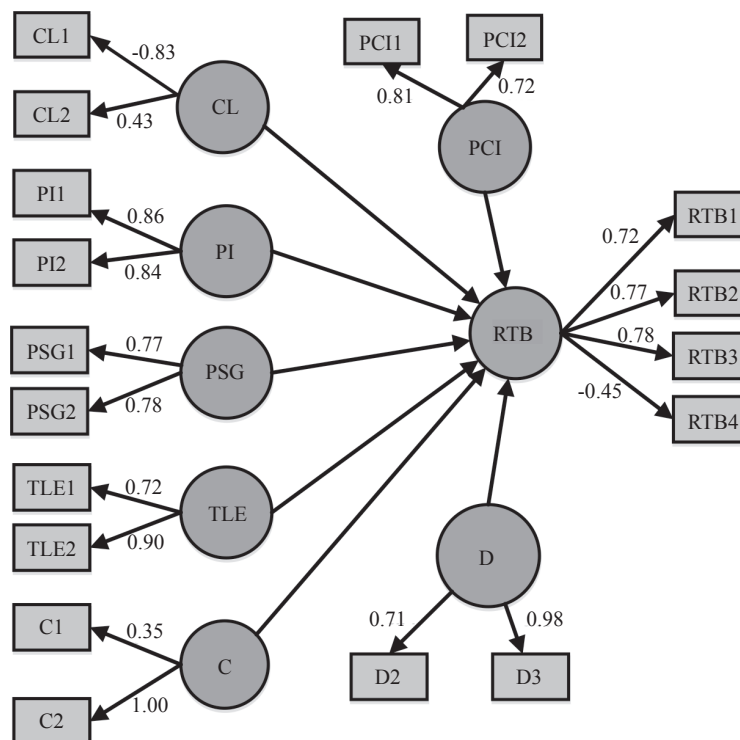 CL1
-0.83
CL2
0.43
CL
PCI1
PCI2
0.81
0.72
PCI
PI1
0.86
PI2
0.84
PI
RTB1
0.72
RTB2
0.77
RTB
RTB3
0.78
RTB4
-0.45
PSG1
0.77
PSG2
0.78
PSG
TLE1
0.72
TLE2
0.90
TLE
D
0.71
0.98
D2
D3
C1
0.35
C2
1.00
C